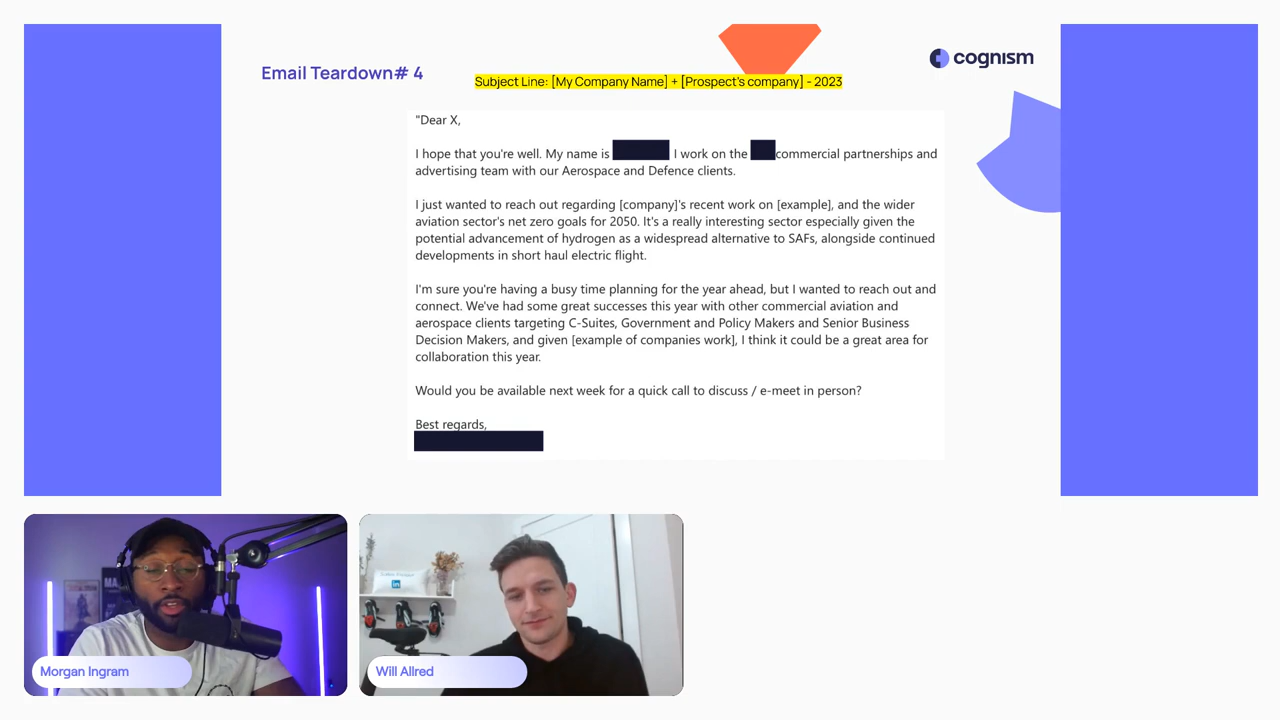 Email Teardown# 4
cognism
Subject Line: [My Company Name] + [Prospect's company] - 2023
"Dear X,
I hope that you're well. My name is I work on the commercial partnerships and
advertising team with our Aerospace and Defence clients.
I just wanted to reach out regarding [company]'s recent work on [example], and the wider
aviation sector's net zero goals for 2050. It's a really interesting sector especially given the
potential advancement of hydrogen as a widespread alternative to SAFs, alongside continued
developments in short haul electric flight.
I'm sure you're having a busy time planning for the year ahead, but I wanted to reach out and
connect. We've had some great successes this year with other commercial aviation and
aerospace clients targeting C-Suites, Government and Policy Makers and Senior Business
Decision Makers, and given [example of companies work], I think it could be a great area for
collaboration this year.
Would you be available next week for a quick call to discuss / e-meet in person?
Best regards,
Morgan Ingram
Will Allred